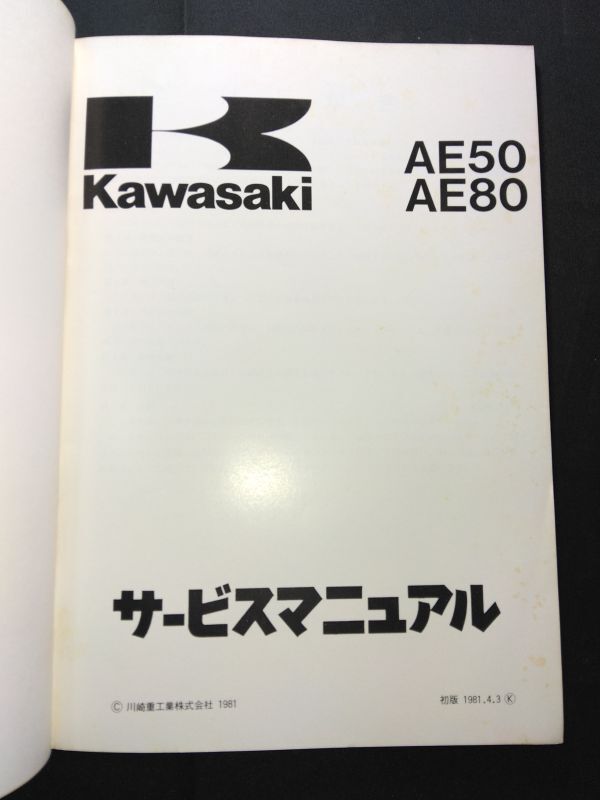 Kawasaki
AE50
AE80
サービスマニュアル
© 川崎重工業株式会社 1981
初版 1981.4.3 Ⓚ